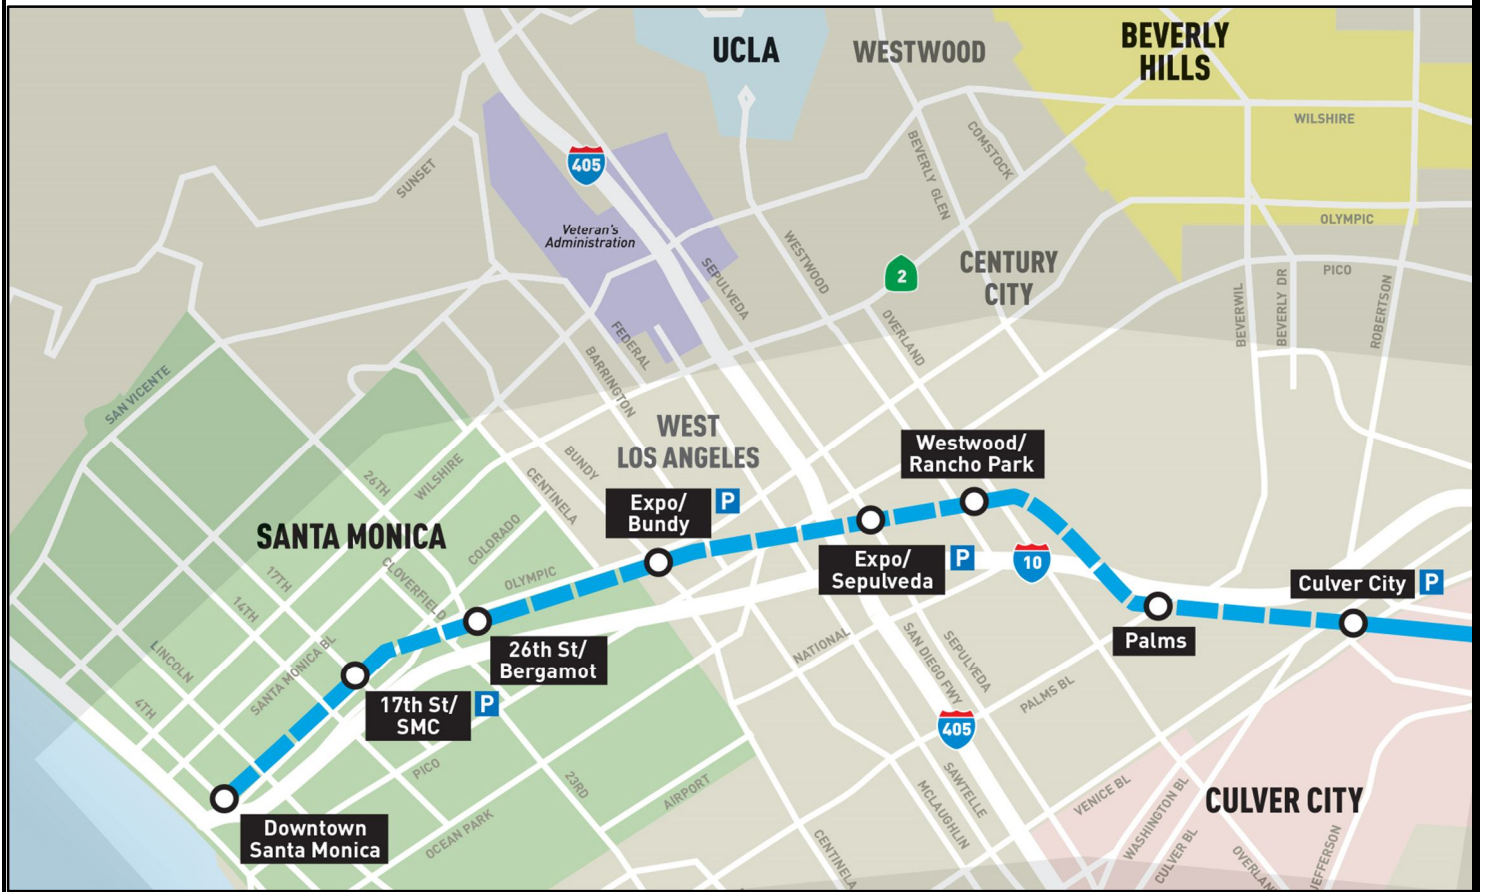 UCLA
WESTWOOD
BEVERLY
HILLS
WILSHIRE
405
SUNSET
BEVERLY GLEN
COMSTOCK
Veteran's
Administration
OLYMPIC
SEPULVEDA
WESTWOOD
2
CENTURY
CITY
PICO
BEVERWIL
BEVERLY DR
ROBERTSON
OVERLAND
FEDERAL
BARRINGTON
SAN VICENTE
WEST
LOS ANGELES
Westwood/
Rancho Park
BUNDY
26TH
WILSHIRE
CENTINELA
Expo/
Bundy
P
SANTA MONICA
COLORADO
Expo/
Sepulveda
P
10
Culver City
P
17TH
CLOVERFIELD
OLYMPIC
14TH
Palms
26th St/
Bergamot
NATIONAL
SAN DIEGO FWY
SEPULVEDA
LINCOLN
SANTA MONICA BL
PALMS BL
17th St/
SMC
P
4TH
405
PICO
23RD
AIRPORT
SAWTELLE
MCLAUGHLIN
VENICE BL
WASHINGTON BL
CULVER CITY
Downtown
Santa Monica
OCEAN PARK
CENTINELA
CULVER BL
OVERLAN
JEFFERSON